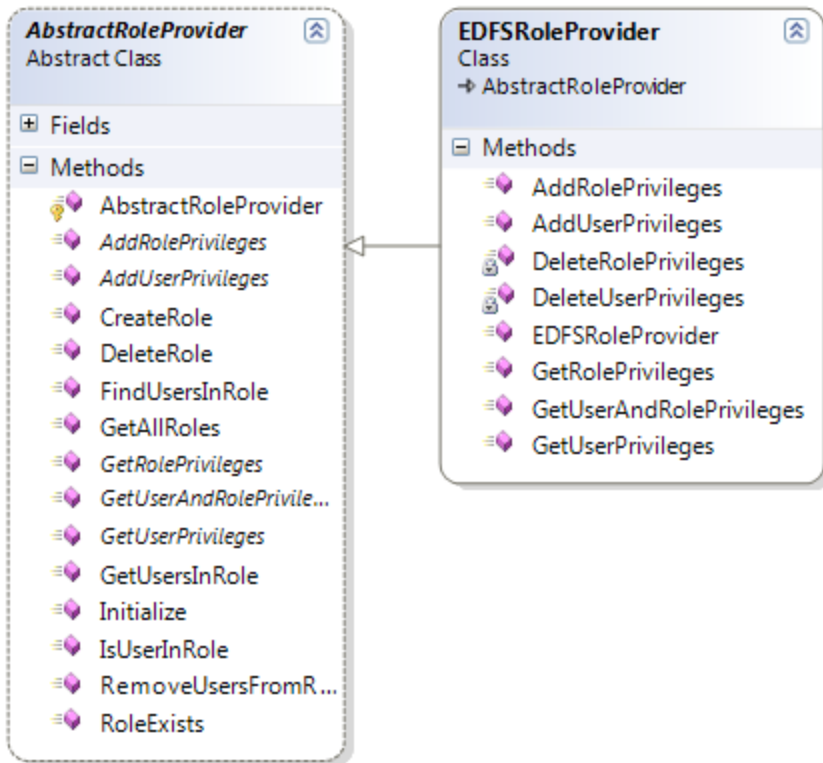 AbstractRoleProvider
Abstract Class
Fields
Methods
AbstractRoleProvider
AddRolePrivileges
AddUserPrivileges
CreateRole
DeleteRole
FindUsersInRole
GetAllRoles
GetRolePrivileges
GetUserAndRolePrivile...
GetUserPrivileges
GetUsersInRole
Initialize
IsUserInRole
RemoveUsersFromR...
RoleExists
EDFSRoleProvider
Class
AbstractRoleProvider
Methods
AddRolePrivileges
AddUserPrivileges
DeleteRolePrivileges
DeleteUserPrivileges
EDFSRoleProvider
GetRolePrivileges
GetUserAndRolePrivileges
GetUserPrivileges